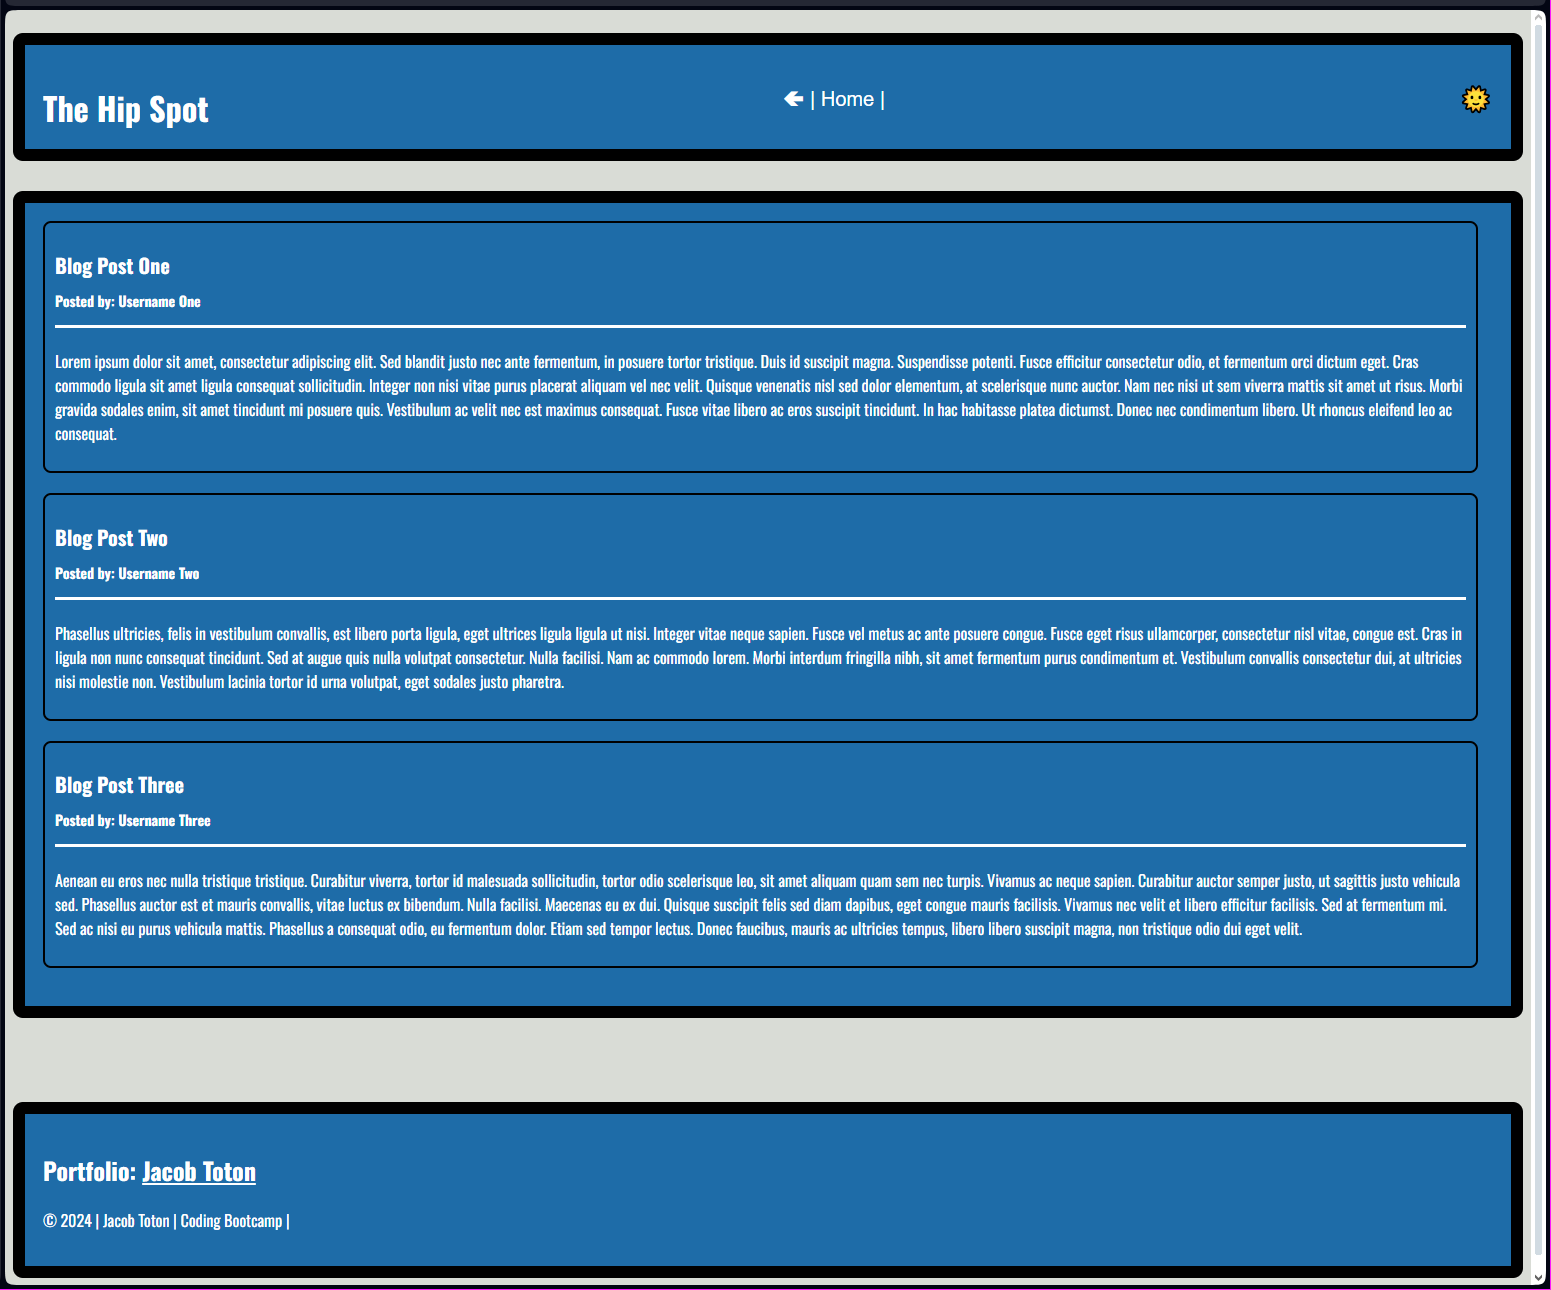 The Hip Spot
🡸 | Home |
Blog Post One
Posted by: Username One
Lorem ipsum dolor sit amet, consectetur adipiscing elit. Sed blandit justo nec ante fermentum, in posuere tortor tristique. Duis id suscipit magna. Suspendisse potenti. Fusce efficitur consectetur odio, et fermentum orci dictum eget. Cras
commodo ligula sit amet ligula consequat sollicitudin. Integer non nisi vitae purus placerat aliquam vel nec velit. Quisque venenatis nisl sed dolor elementum, at scelerisque nunc auctor. Nam nec nisi ut sem viverra mattis sit amet ut risus. Morbi
gravida sodales enim, sit amet tincidunt mi posuere quis. Vestibulum ac velit nec est maximus consequat. Fusce vitae libero ac eros suscipit tincidunt. In hac habitasse platea dictumst. Donec nec condimentum libero. Ut rhoncus eleifend leo ac
consequat.
Blog Post Two
Posted by: Username Two
Phasellus ultricies, felis in vestibulum convallis, est libero porta ligula, eget ultrices ligula ligula ut nisi. Integer vitae neque sapien. Fusce vel metus ac ante posuere congue. Fusce eget risus ullamcorper, consectetur nisl vitae, congue est. Cras in
ligula non nunc consequat tincidunt. Sed at augue quis nulla volutpat consectetur. Nulla facilisi. Nam ac commodo lorem. Morbi interdum fringilla nibh, sit amet fermentum purus condimentum et. Vestibulum convallis consectetur dui, at ultricies
nisi molestie non. Vestibulum lacinia tortor id urna volutpat, eget sodales justo pharetra.
Blog Post Three
Posted by: Username Three
Aenean eu eros nec nulla tristique tristique. Curabitur viverra, tortor id malesuada sollicitudin, tortor odio scelerisque leo, sit amet aliquam quam sem nec turpis. Vivamus ac neque sapien. Curabitur auctor semper justo, ut sagittis justo vehicula
sed. Phasellus auctor est et mauris convallis, vitae luctus ex bibendum. Nulla facilisi. Maecenas eu ex dui. Quisque suscipit felis sed diam dapibus, eget congue mauris facilisis. Vivamus nec velit et libero efficitur facilisis. Sed at fermentum mi.
Sed ac nisi eu purus vehicula mattis. Phasellus a consequat odio, eu fermentum dolor. Etiam sed tempor lectus. Donec faucibus, mauris ac ultricies tempus, libero libero suscipit magna, non tristique odio dui eget velit.
Portfolio: Jacob Toton
© 2024 | Jacob Toton | Coding Bootcamp |